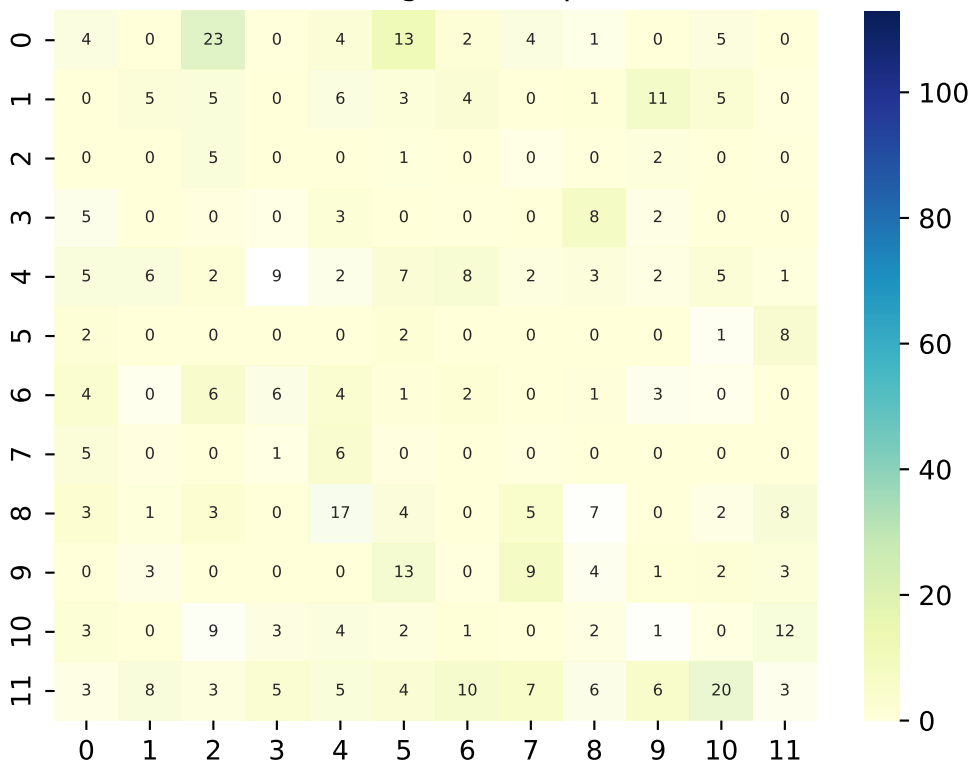 0 4 0 23 0 4 13 2 4 1 0 5 0
1 0 5 5 0 6 3 4 0 1 11 5 0
2 0 0 5 0 0 1 0 0 0 2 0 0
3 5 0 0 0 3 0 0 0 8 2 0 0
4 5 6 2 9 2 7 8 2 3 2 5 1
5 2 0 0 0 0 2 0 0 0 0 1 8
6 4 0 6 6 4 1 2 0 1 3 0 0
7 5 0 0 1 6 0 0 0 0 0 0 0
8 3 1 3 0 17 4 0 5 7 0 2 8
9 0 3 0 0 0 13 0 9 4 1 2 3
10 3 0 9 3 4 2 1 0 2 1 0 12
11 3 8 3 5 5 4 10 7 6 6 20 3
0 1 2 3 4 5 6 7 8 9 10 11
100
80
60
40
20
0